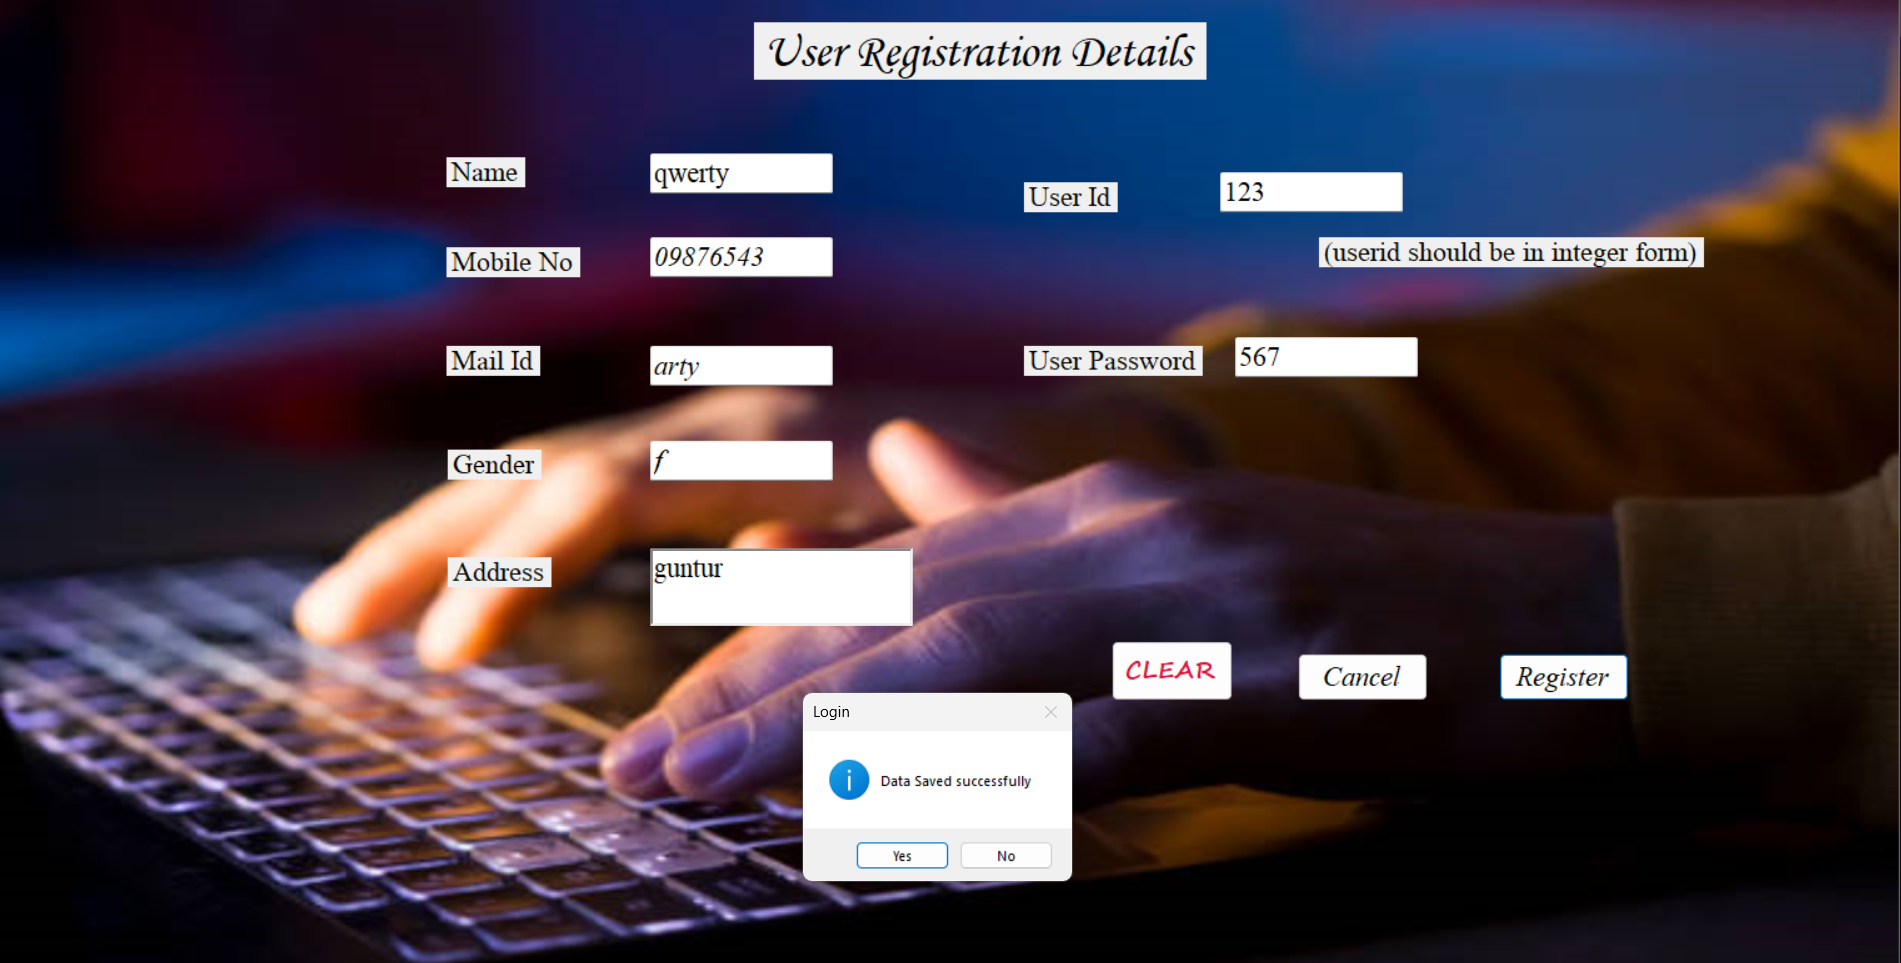 User Registration Details
Name
qwerty
User Id
123
Mobile No
09876543
(userid should be in integer form)
Mail Id
arty
User Password
567
Gender
f
Address
guntur
CLEAR
Cancel
Register
Login
Data Saved successfully
Yes
No